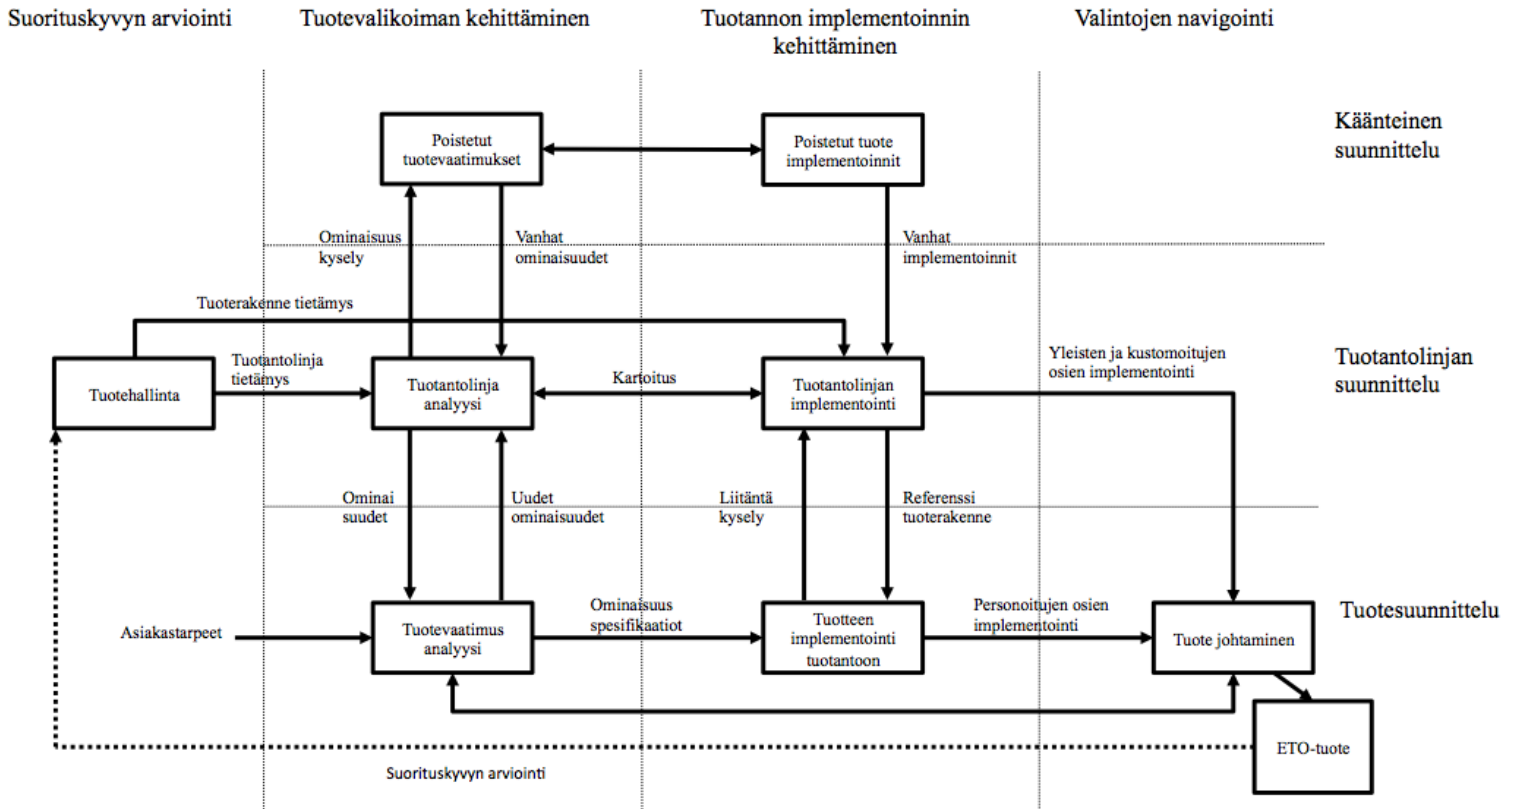 Suorituskyvyn arviointi
Tuotevalikoiman kehittäminen
Tuotannon implementoinnin
kehittäminen
Valintojen navigointi
Käänteinen
suunnittelu
Poistetut
tuotevaatimukset
Poistetut tuote
implementoinnit
Ominaisuus
kysely
Vanhat
ominaisuudet
Vanhat
implementoinnit
Tuoterakenne tietämys
Tuotehallinta
Tuotantolinja
tietämys
Tuotantolinja
analyysi
Kartoitus
Tuotantolinjan
implementointi
Yleisten ja kustomoitujen
osien implementointi
Tuotantolinjan
suunnittelu
Ominai
suudet
Uudet
ominaisuudet
Liitäntä
kysely
Referenssi
tuoterakenne
Asiakastarpeet
Tuotevaatimus
analyysi
Ominaisuus
spesifikaatiot
Tuotteen
implementointi
tuotantoon
Personoitujen osien
implementointi
Tuote johtaminen
Tuotesuunnittelu
ETO-tuote
Suorituskyvyn arviointi